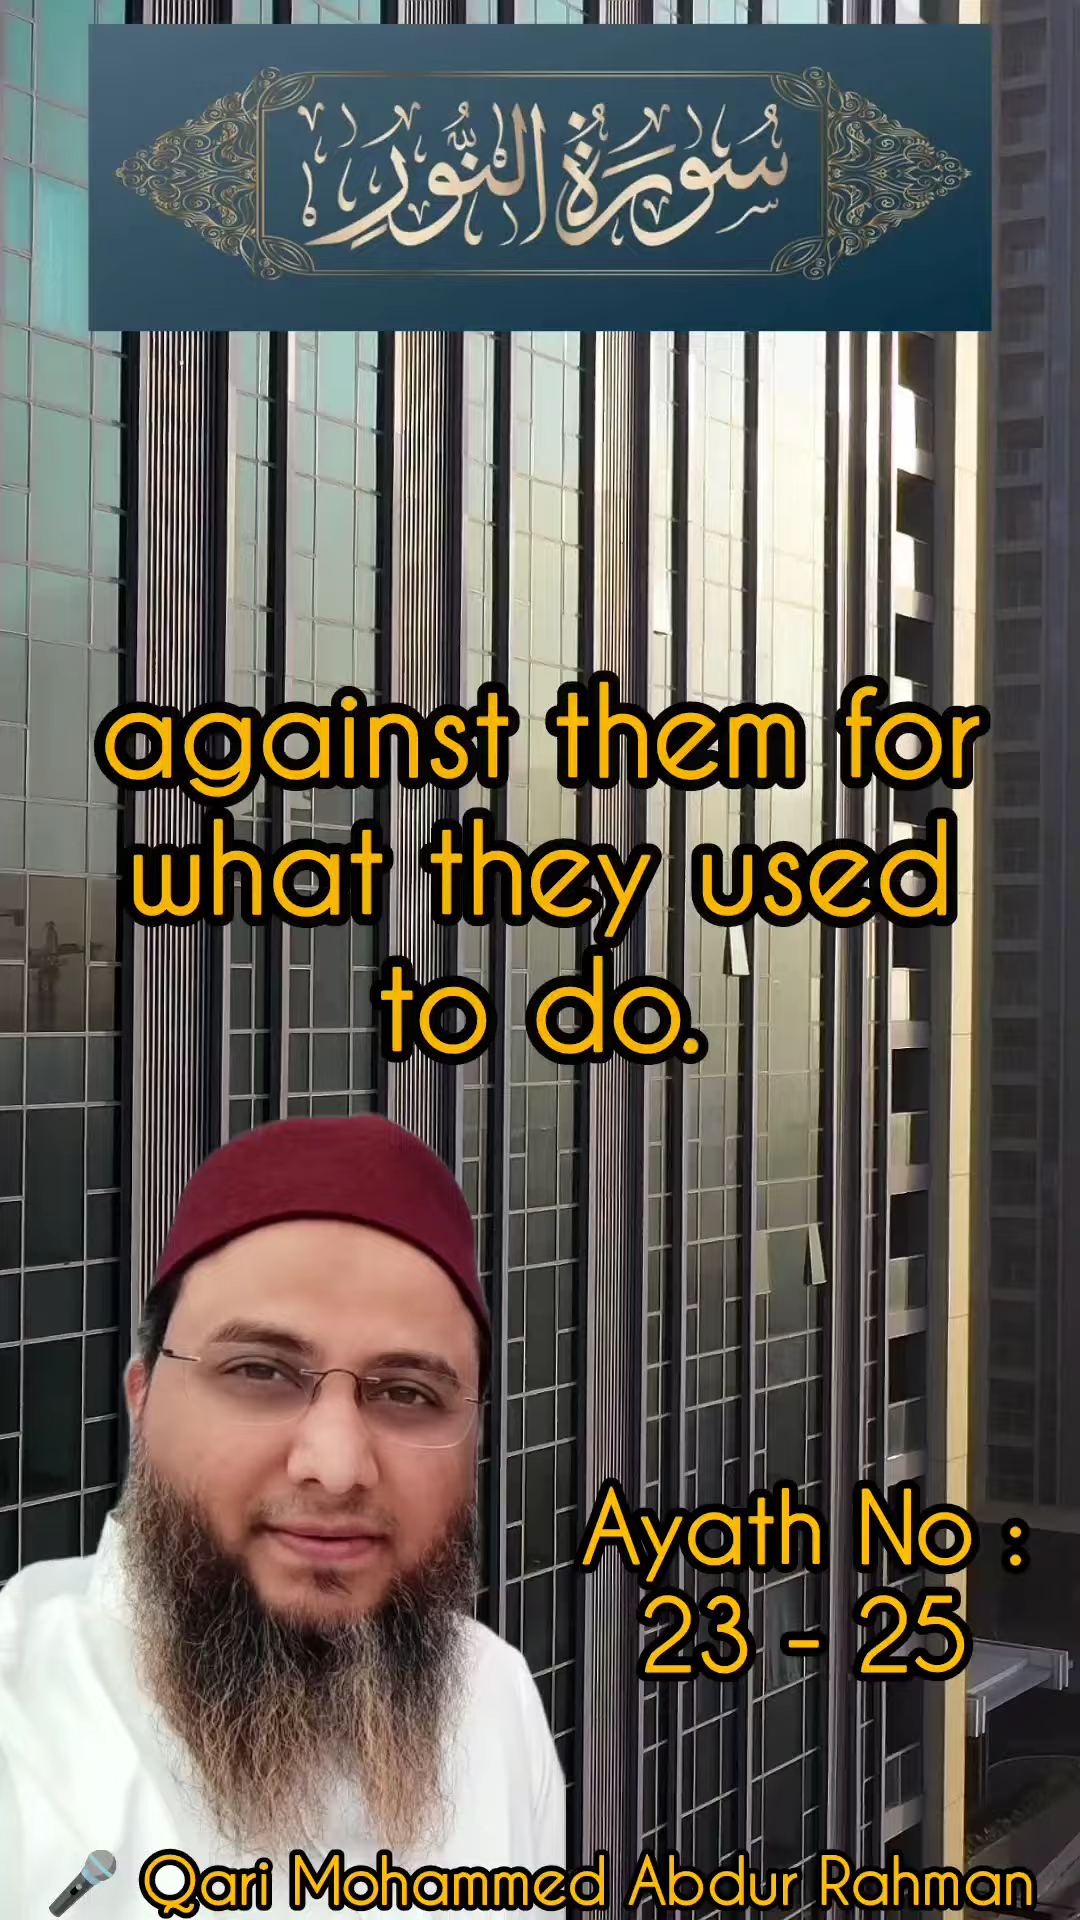 سُورَةُ النُّورِ
against them for
what they used
to do.
Ayath No :
23 - 25
🎤 Qari Mohammed Abdur Rahman